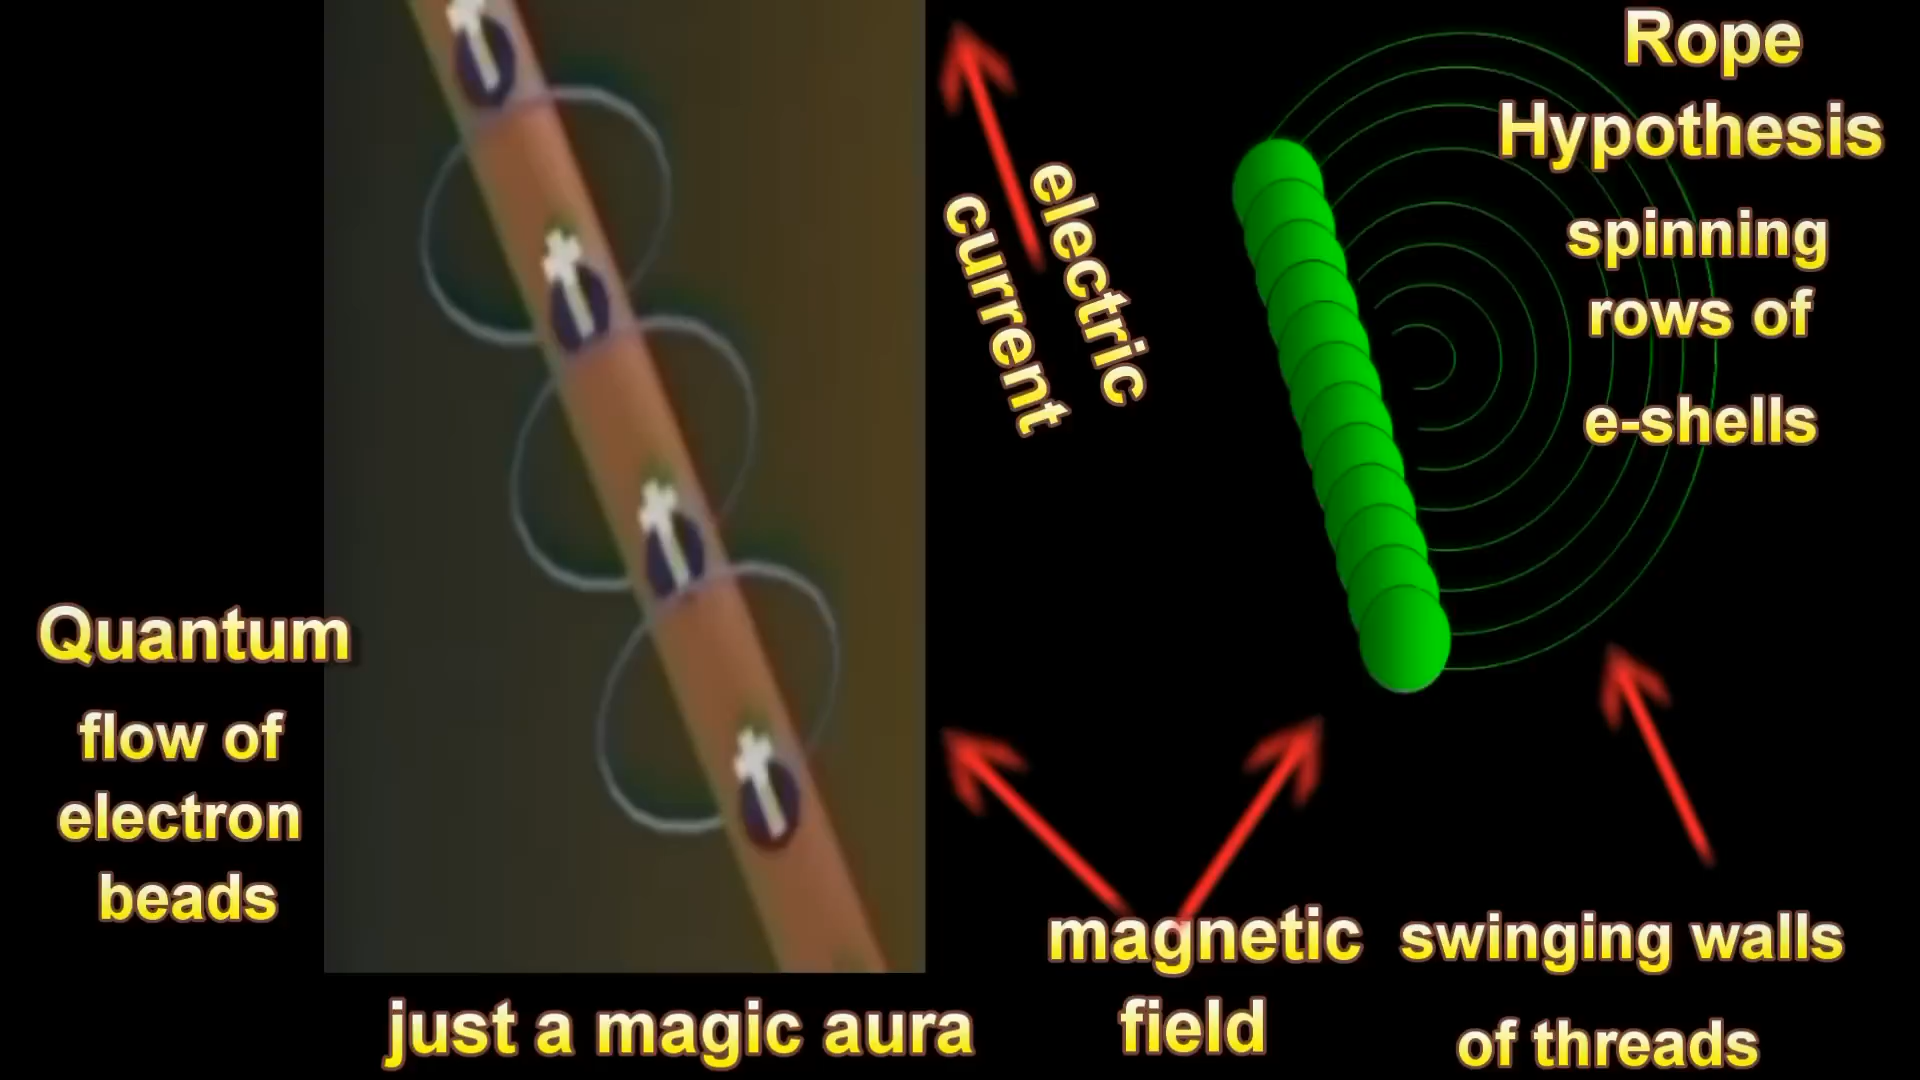 Rope
Hypothesis
spinning
rows of
e-shells
electric
current
Quantum
flow of
electron
beads
just a magic aura
magnetic
field
swinging walls
of threads